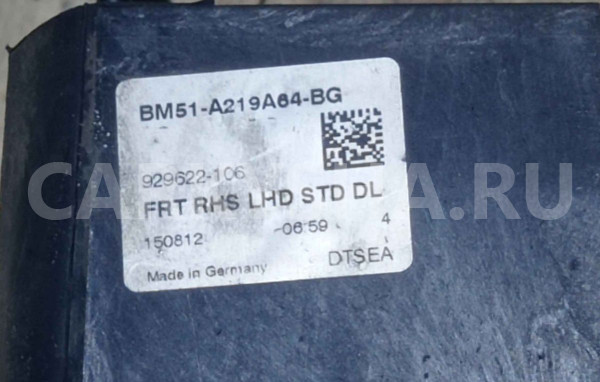 BM51-A219A64-BG
929622-106
FRT RHS LHD STD DL
150812 06:59 4
DTSEA
Made in Germany